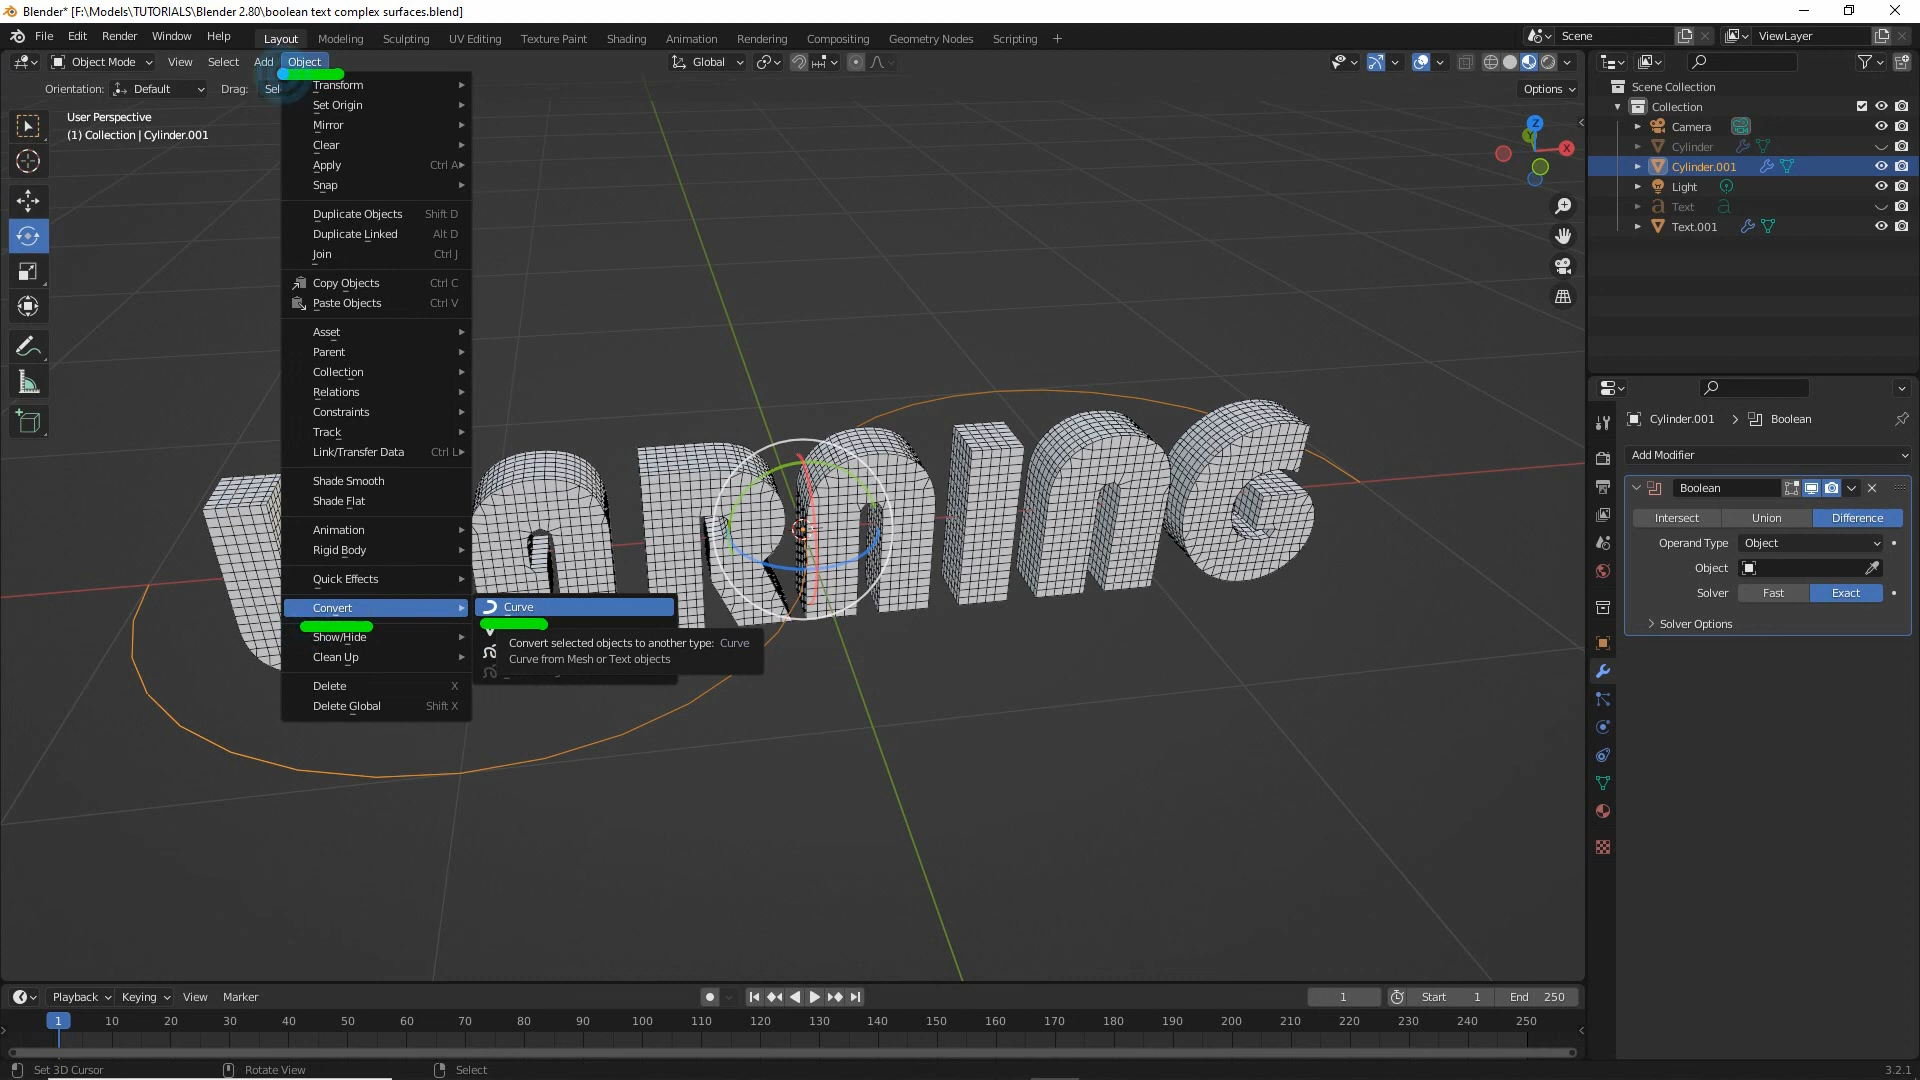 Blender* [F:\Models\TUTORIALS\Blender 2.80\boolean text complex surfaces.blend]
File Edit Render Window Help Layout Modeling Sculpting UV Editing Texture Paint Shading Animation Rendering Compositing Geometry Nodes Scripting + Scene ViewLayer
Object Mode View Select Add Object Global
Orientation: Default Drag: Options
User Perspective
(1) Collection | Cylinder.001
Transform
Set Origin
Mirror
Clear
Apply Ctrl A
Snap
Duplicate Objects Shift D
Duplicate Linked Alt D
Join Ctrl J
Copy Objects Ctrl C
Paste Objects Ctrl V
Asset
Parent
Collection
Relations
Constraints
Track
Link/Transfer Data Ctrl L
Shade Smooth
Shade Flat
Animation
Rigid Body
Quick Effects
Convert
Show/Hide
Clean Up
Delete X
Delete Global Shift X
Curve
Convert selected objects to another type: Curve
Curve from Mesh or Text objects
Z
Y
X
Scene Collection
Collection
Camera
Cylinder
Cylinder.001
Light
Text
Text.001
Cylinder.001 > Boolean
Add Modifier
Boolean
Intersect Union Difference
Operand Type Object
Object
Solver Fast Exact
Solver Options
Playback Keying View Marker 1 Start 1 End 250
1 10 20 30 40 50 60 70 80 90 100 110 120 130 140 150 160 170 180 190 200 210 220 230 240 250
Set 3D Cursor Rotate View Select 3.2.1